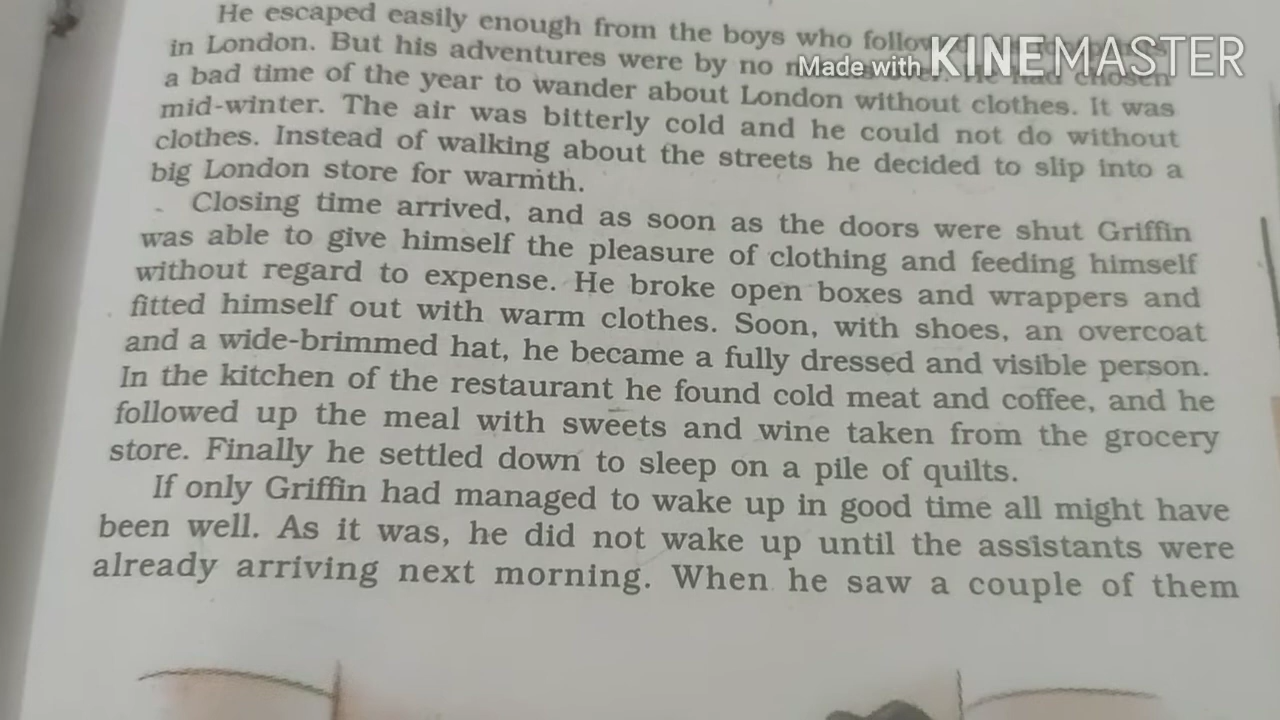 He escaped easily enough from the boys who
in London. But his adventures were by no He had chosen
a bad time of the year to wander about London without clothes. It was
mid-winter. The air was bitterly cold and he could not do without
clothes. Instead of walking about the streets he decided to slip into a
big London store for warmth.
Closing time arrived, and as soon as the doors were shut Griffin
was able to give himself the pleasure of clothing and feeding himself
without regard to expense. He broke open boxes and wrappers and
fitted himself out with warm clothes. Soon, with shoes, an overcoat
and a wide-brimmed hat, he became a fully dressed and visible person.
In the kitchen of the restaurant he found cold meat and coffee, and he
followed up the meal with sweets and wine taken from the grocery
store. Finally he settled down to sleep on a pile of quilts.
If only Griffin had managed to wake up in good time all might have
been well. As it was, he did not wake up until the assistants were
already arriving next morning. When he saw a couple of them
Made with KINEMASTER